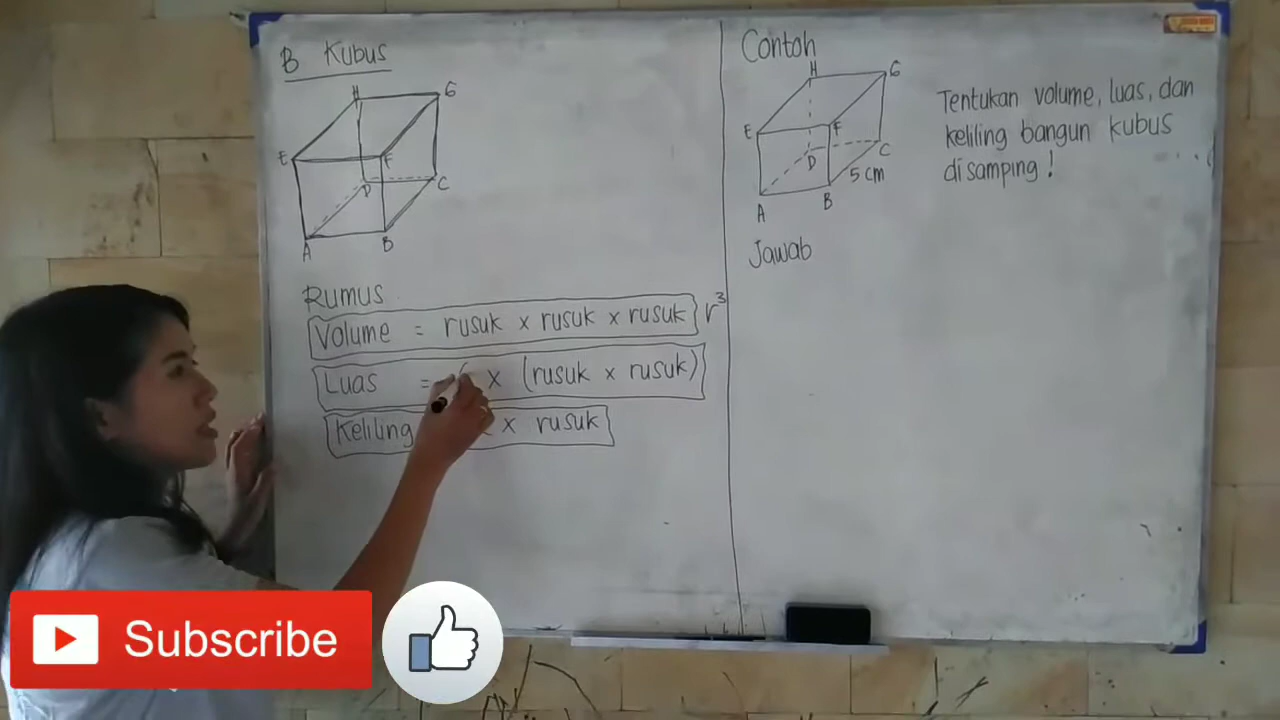 B Kubus
H
G
E
F
D
C
A
B
Rumus
Volume = rusuk x rusuk x rusuk r³
Luas = x (rusuk x rusuk)
Keliling x rusuk
Contoh
H
G
E
F
D
C
5 cm
A
B
Tentukan volume, luas, dan
keliling bangun kubus
disamping !
Jawab
Subscribe